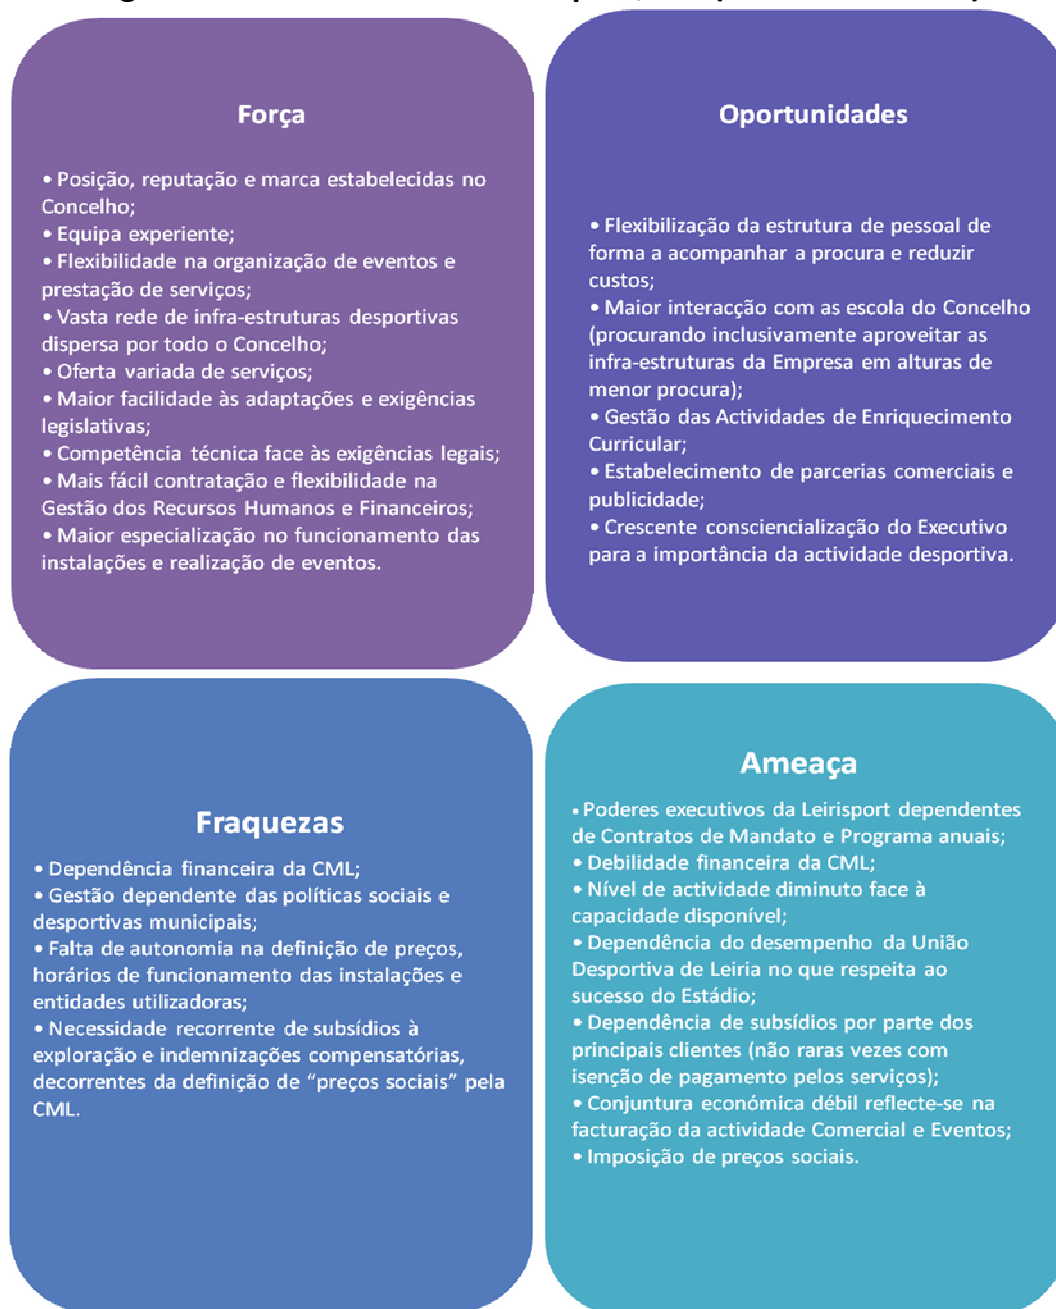 Força
• Posição, reputação e marca estabelecidas no
Concelho;
• Equipa experiente;
• Flexibilidade na organização de eventos e
prestação de serviços;
• Vasta rede de infra-estruturas desportivas
dispersa por todo o Concelho;
• Oferta variada de serviços;
• Maior facilidade às adaptações e exigências
legislativas;
• Competência técnica face às exigências legais;
• Mais fácil contratação e flexibilidade na
Gestão dos Recursos Humanos e Financeiros;
• Maior especialização no funcionamento das
instalações e realização de eventos.
Oportunidades
• Flexibilização da estrutura de pessoal de
forma a acompanhar a procura e reduzir
custos;
• Maior interacção com as escola do Concelho
(procurando inclusivamente aproveitar as
infra-estruturas da Empresa em alturas de
menor procura);
• Gestão das Actividades de Enriquecimento
Curricular;
• Estabelecimento de parcerias comerciais e
publicidade;
• Crescente consciencialização do Executivo
para a importância da actividade desportiva.
Fraquezas
• Dependência financeira da CML;
• Gestão dependente das políticas sociais e
desportivas municipais;
• Falta de autonomia na definição de preços,
horários de funcionamento das instalações e
entidades utilizadoras;
• Necessidade recorrente de subsídios à
exploração e indemnizações compensatórias,
decorrentes da definição de “preços sociais” pela
CML.
Ameaça
• Poderes executivos da Leirisport dependentes
de Contratos de Mandato e Programa anuais;
• Debilidade financeira da CML;
• Nível de actividade diminuto face à
capacidade disponível;
• Dependência do desempenho da União
Desportiva de Leiria no que respeita ao
sucesso do Estádio;
• Dependência de subsídios por parte dos
principais clientes (não raras vezes com
isenção de pagamento pelos serviços);
• Conjuntura económica débil reflecte-se na
facturação da actividade Comercial e Eventos;
• Imposição de preços sociais.